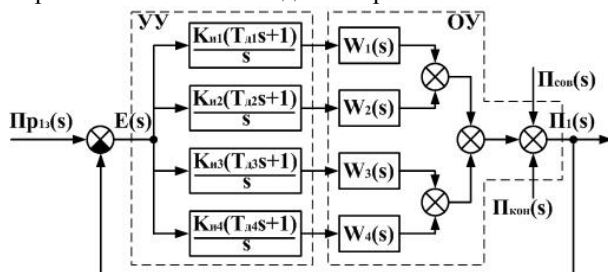 УУ
ОУ
Kи1(Tд1s+1)
s
W1(s)
Kи2(Tд2s+1)
s
W2(s)
Псов(s)
Пр1э(s)
E(s)
П1(s)
Kи3(Tд3s+1)
s
W3(s)
Пкон(s)
Kи4(Tд4s+1)
s
W4(s)